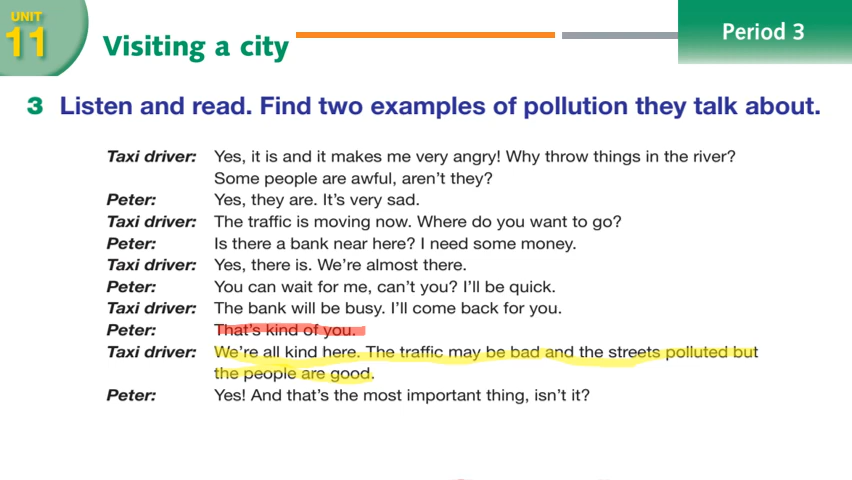 UNIT
11
Visiting a city
Period 3
3 Listen and read. Find two examples of pollution they talk about.
Taxi driver: Yes, it is and it makes me very angry! Why throw things in the river?
Some people are awful, aren't they?
Peter: Yes, they are. It's very sad.
Taxi driver: The traffic is moving now. Where do you want to go?
Peter: Is there a bank near here? I need some money.
Taxi driver: Yes, there is. We're almost there.
Peter: You can wait for me, can't you? I'll be quick.
Taxi driver: The bank will be busy. I'll come back for you.
Peter: That's kind of you.
Taxi driver: We're all kind here. The traffic may be bad and the streets polluted but
the people are good.
Peter: Yes! And that's the most important thing, isn't it?